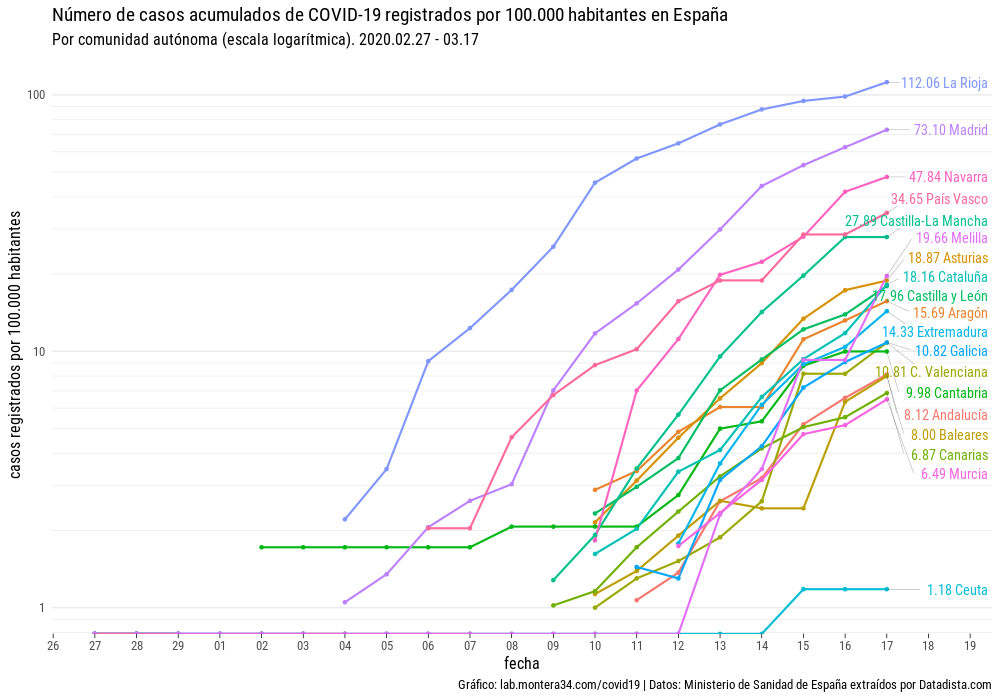 Número de casos acumulados de COVID-19 registrados por 100.000 habitantes en España
Por comunidad autónoma (escala logarítmica). 2020.02.27 - 03.17
casos registrados por 100.000 habitantes
100
10
1
112.06 La Rioja
73.10 Madrid
47.84 Navarra
34.65 País Vasco
27.89 Castilla-La Mancha
19.66 Melilla
18.87 Asturias
18.16 Cataluña
17.96 Castilla y León
15.69 Aragón
14.33 Extremadura
10.82 Galicia
10.81 C. Valenciana
9.98 Cantabria
8.12 Andalucía
8.00 Baleares
6.87 Canarias
6.49 Murcia
1.18 Ceuta
26 27 28 29 01 02 03 04 05 06 07 08 09 10 11 12 13 14 15 16 17 18 19
fecha
Gráfico: lab.montera34.com/covid19 | Datos: Ministerio de Sanidad de España extraídos por Datadista.com